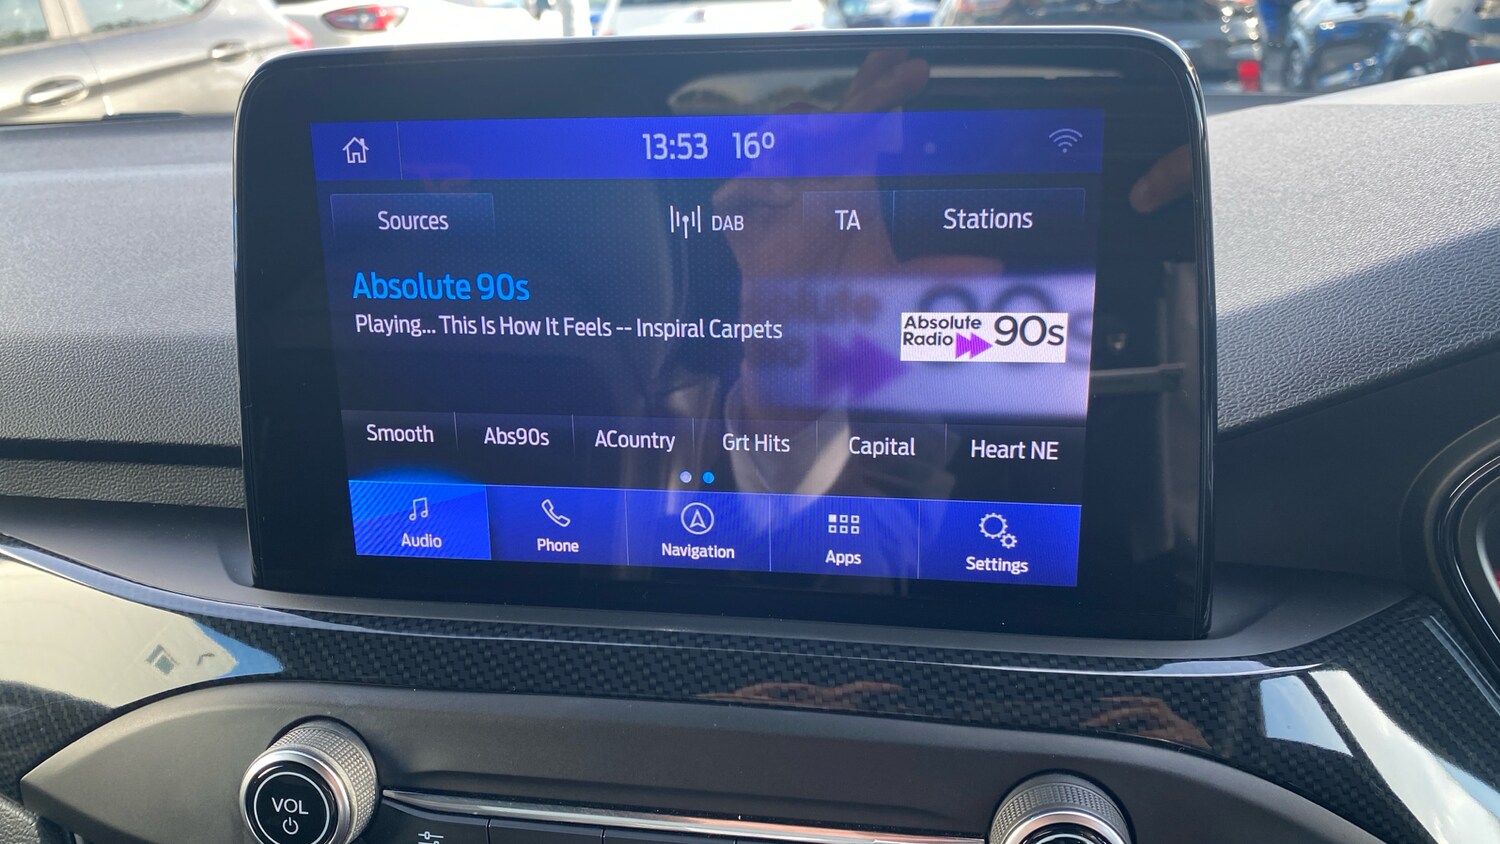 13:53 16°
Sources DAB TA Stations
Absolute 90s
Playing... This Is How It Feels -- Inspiral Carpets
Absolute
Radio 90s
Smooth Abs90s ACountry Grt Hits Capital Heart NE
Audio Phone Navigation Apps Settings
VOL